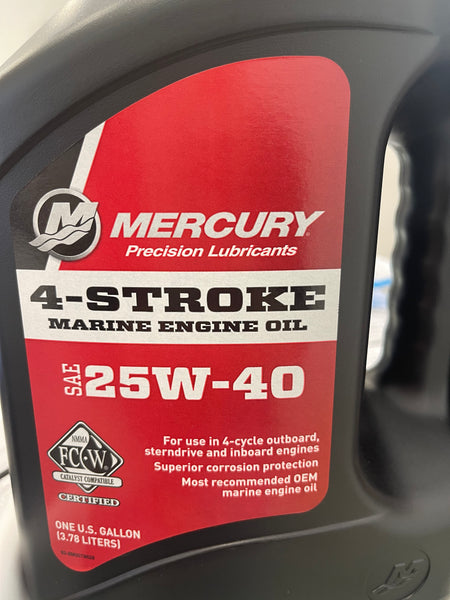 MERCURY
Precision Lubricants
4-STROKE
MARINE ENGINE OIL
SAE 25W-40
For use in 4-cycle outboard,
sterndrive and inboard engines
Superior corrosion protection
Most recommended OEM
marine engine oil
NMMA
FC-W®
CATALYST COMPATIBLE
CERTIFIED
ONE U.S. GALLON
(3.78 LITERS)